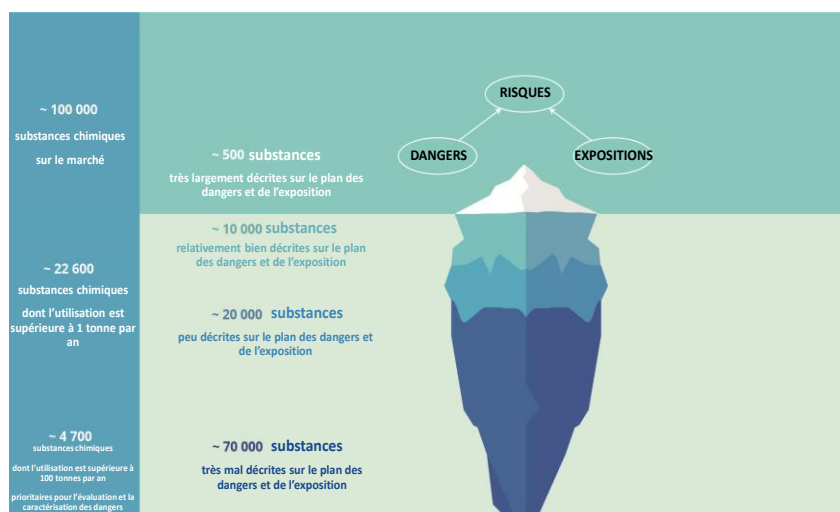 ~ 100 000
substances chimiques
sur le marché
~ 22 600
substances chimiques
dont l'utilisation est
supérieure à 1 tonne par
an
~ 4 700
substances chimiques
dont l'utilisation est supérieure à
100 tonnes par an
prioritaires pour l'évaluation et la
caractérisation des dangers
RISQUES
DANGERS
EXPOSITIONS
~ 500 substances
très largement décrites sur le plan des
dangers et de l'exposition
~ 10 000 substances
relativement bien décrites sur le plan
des dangers et de l'exposition
~ 20 000 substances
peu décrites sur le plan des dangers et
de l'exposition
~ 70 000 substances
très mal décrites sur le plan des
dangers et de l'exposition